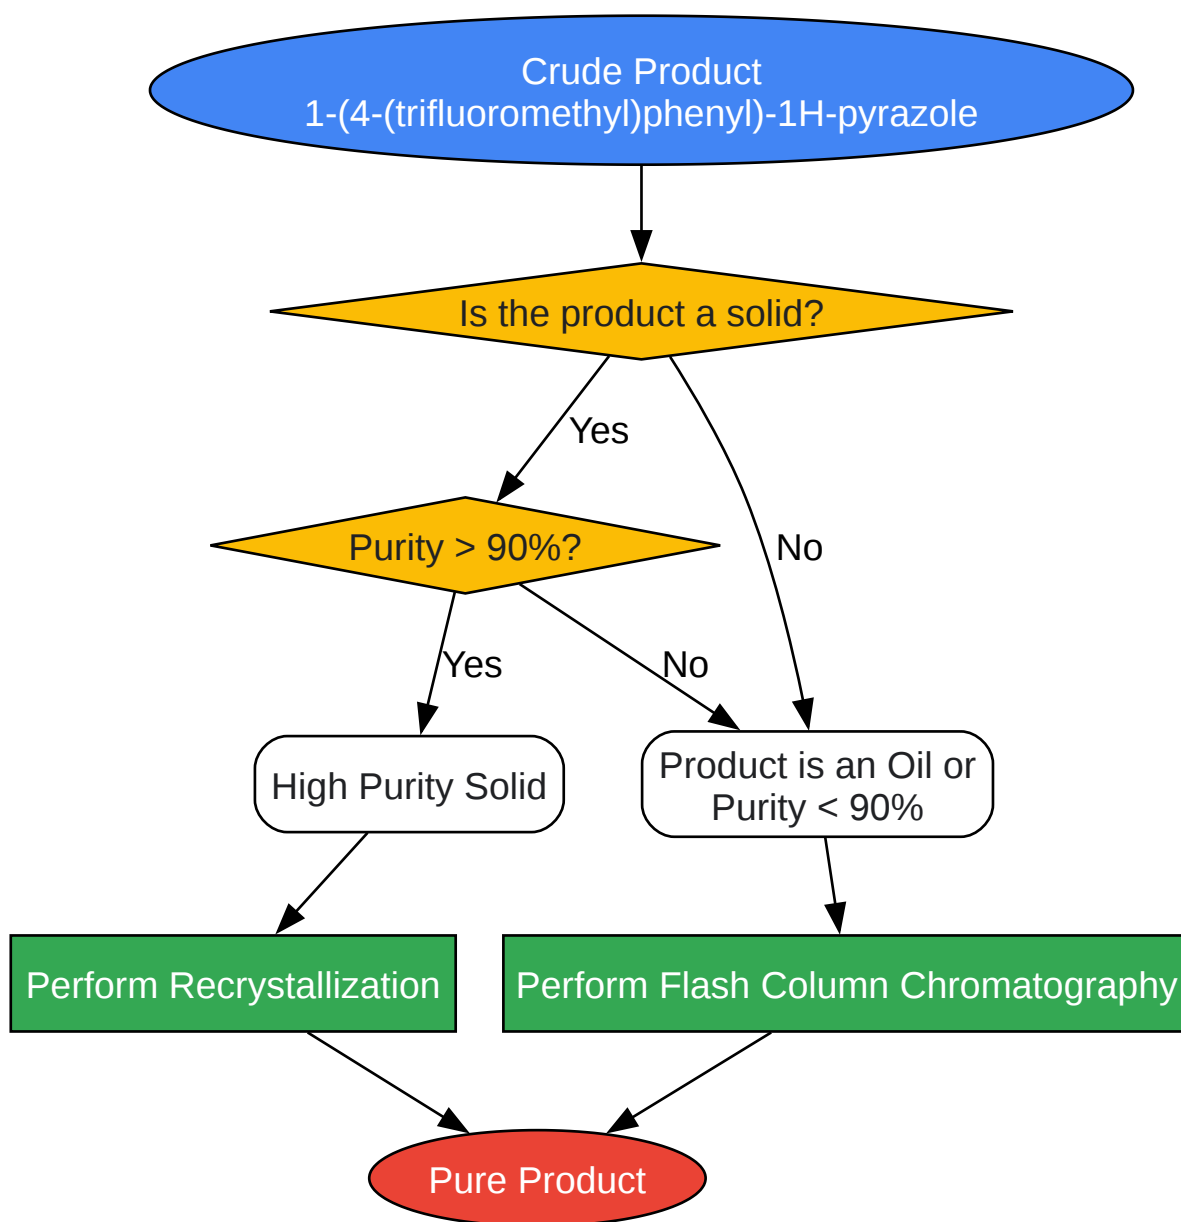 Crude Product
1-(4-(trifluoromethyl)phenyl)-1H-pyrazole
Is the product a solid?
Yes
No
Purity > 90%?
Yes
No
High Purity Solid
Product is an Oil or
Purity < 90%
Perform Recrystallization
Perform Flash Column Chromatography
Pure Product